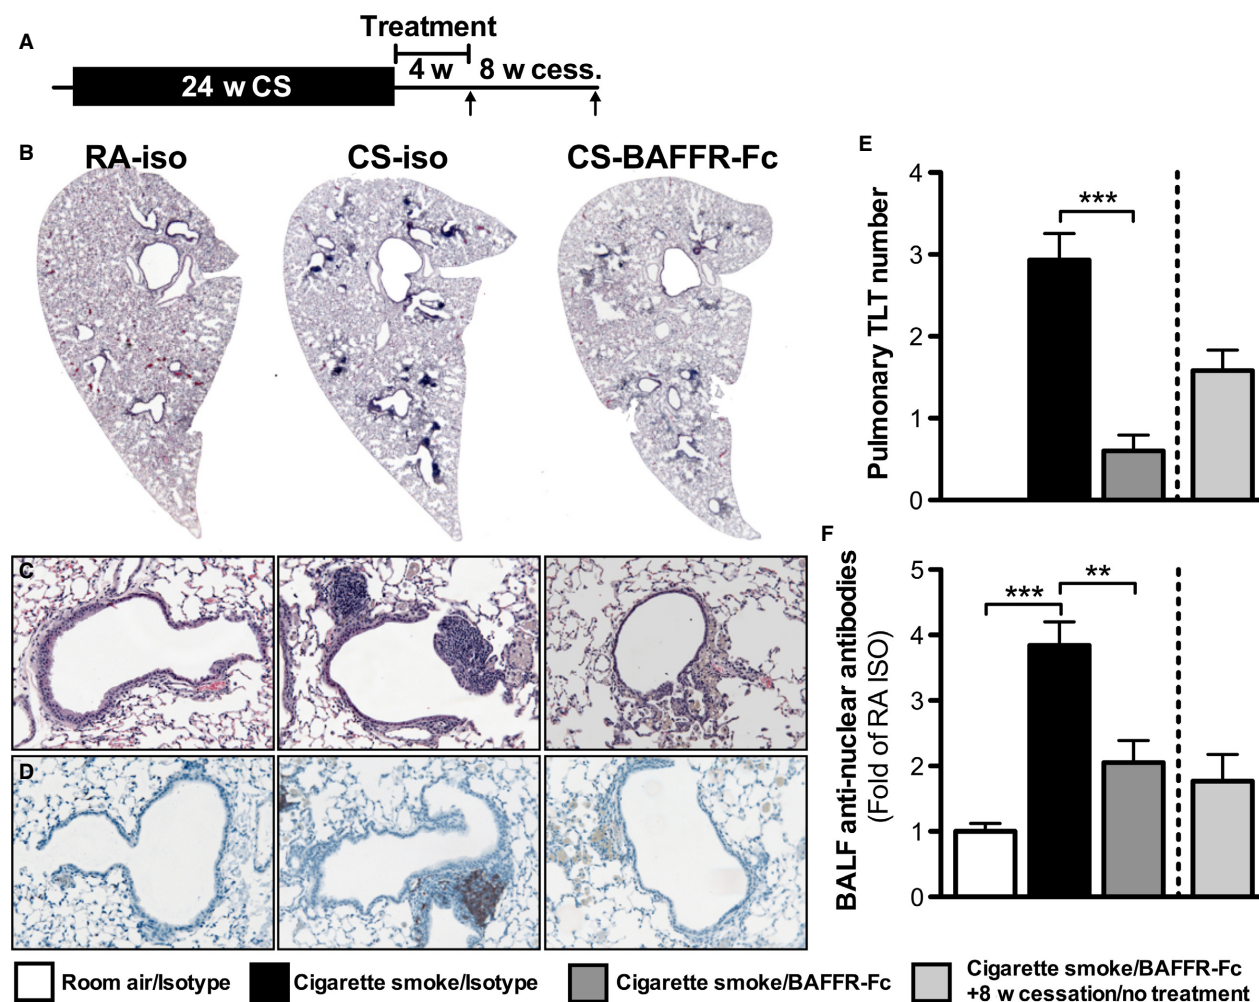 A
Treatment
4 w
8 w cess.
24 w CS
B
RA-iso
CS-iso
CS-BAFFR-Fc
C
D
E
Pulmonary TLT number
4
3
2
1
0
***
F
BALF anti-nuclear antibodies
(Fold of RA ISO)
5
4
3
2
1
0
***
**
Room air/Isotype
Cigarette smoke/Isotype
Cigarette smoke/BAFFR-Fc
Cigarette smoke/BAFFR-Fc
+8 w cessation/no treatment